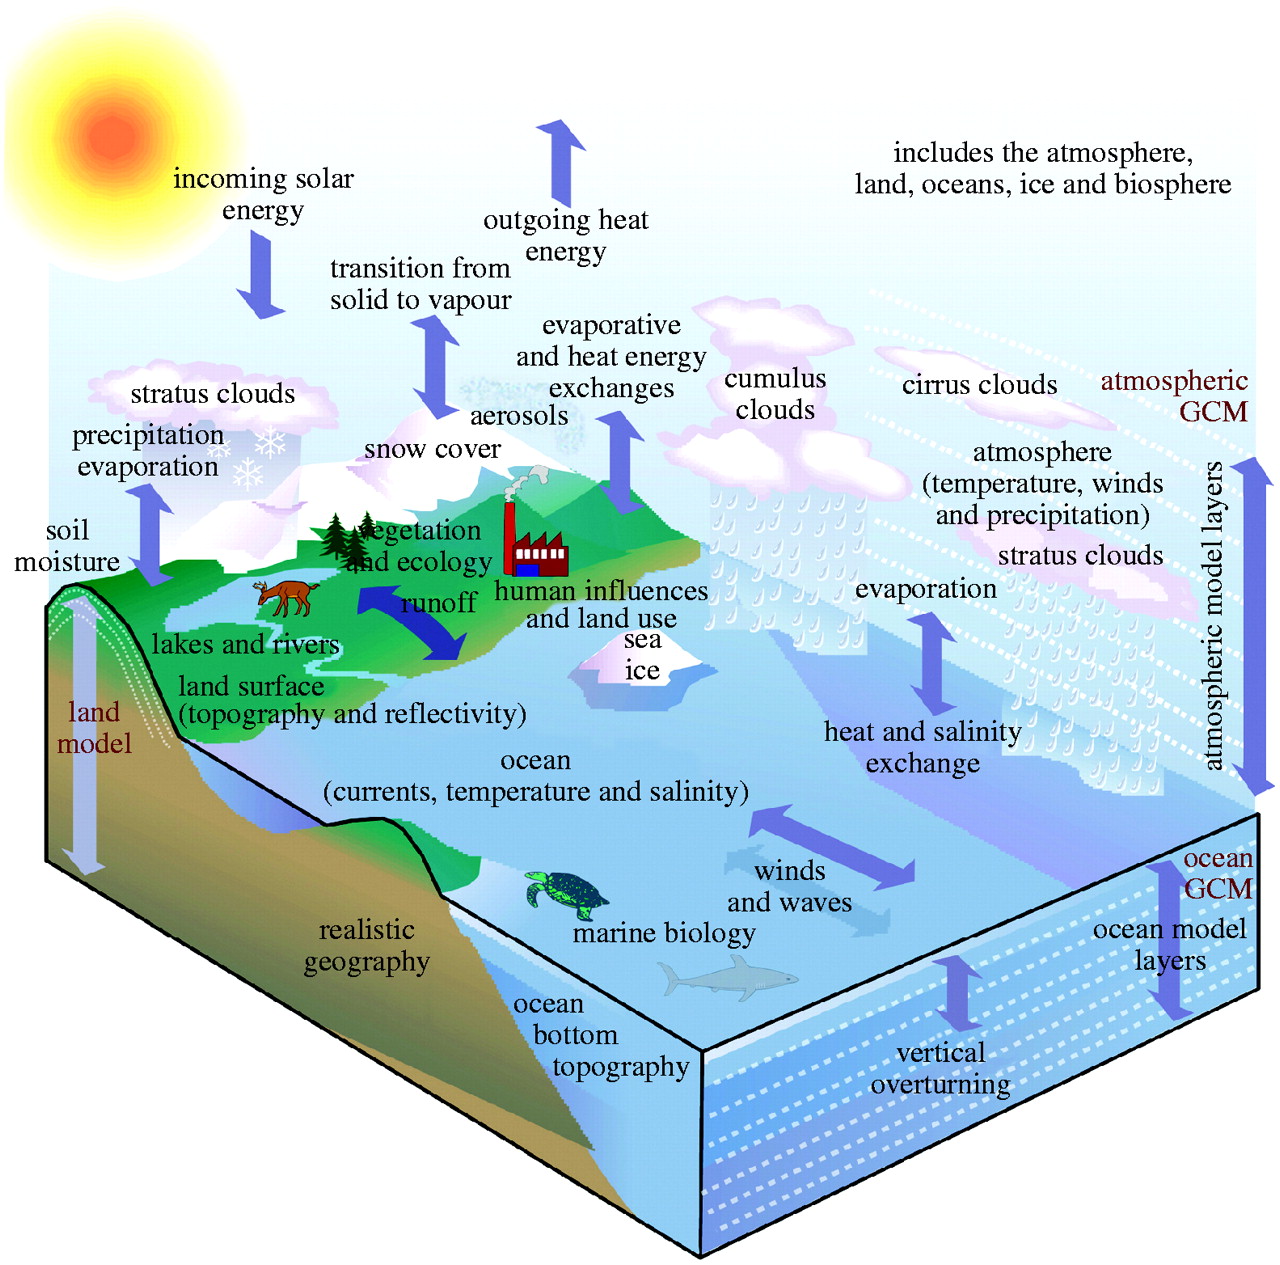 includes the atmosphere,
land, oceans, ice and biosphere
incoming solar
energy
outgoing heat
energy
transition from
solid to vapour
evaporative
and heat energy
exchanges
stratus clouds
precipitation
evaporation
aerosols
snow cover
cumulus
clouds
cirrus clouds
atmospheric
GCM
atmosphere
(temperature, winds
and precipitation)
stratus clouds
atmospheric model layers
soil
moisture
vegetation
and ecology
runoff
human influences
and land use
evaporation
sea
ice
lakes and rivers
land surface
(topography and reflectivity)
land
model
heat and salinity
exchange
ocean
(currents, temperature and salinity)
winds
and waves
ocean
GCM
ocean model
layers
realistic
geography
marine biology
ocean
bottom
topography
vertical
overturning